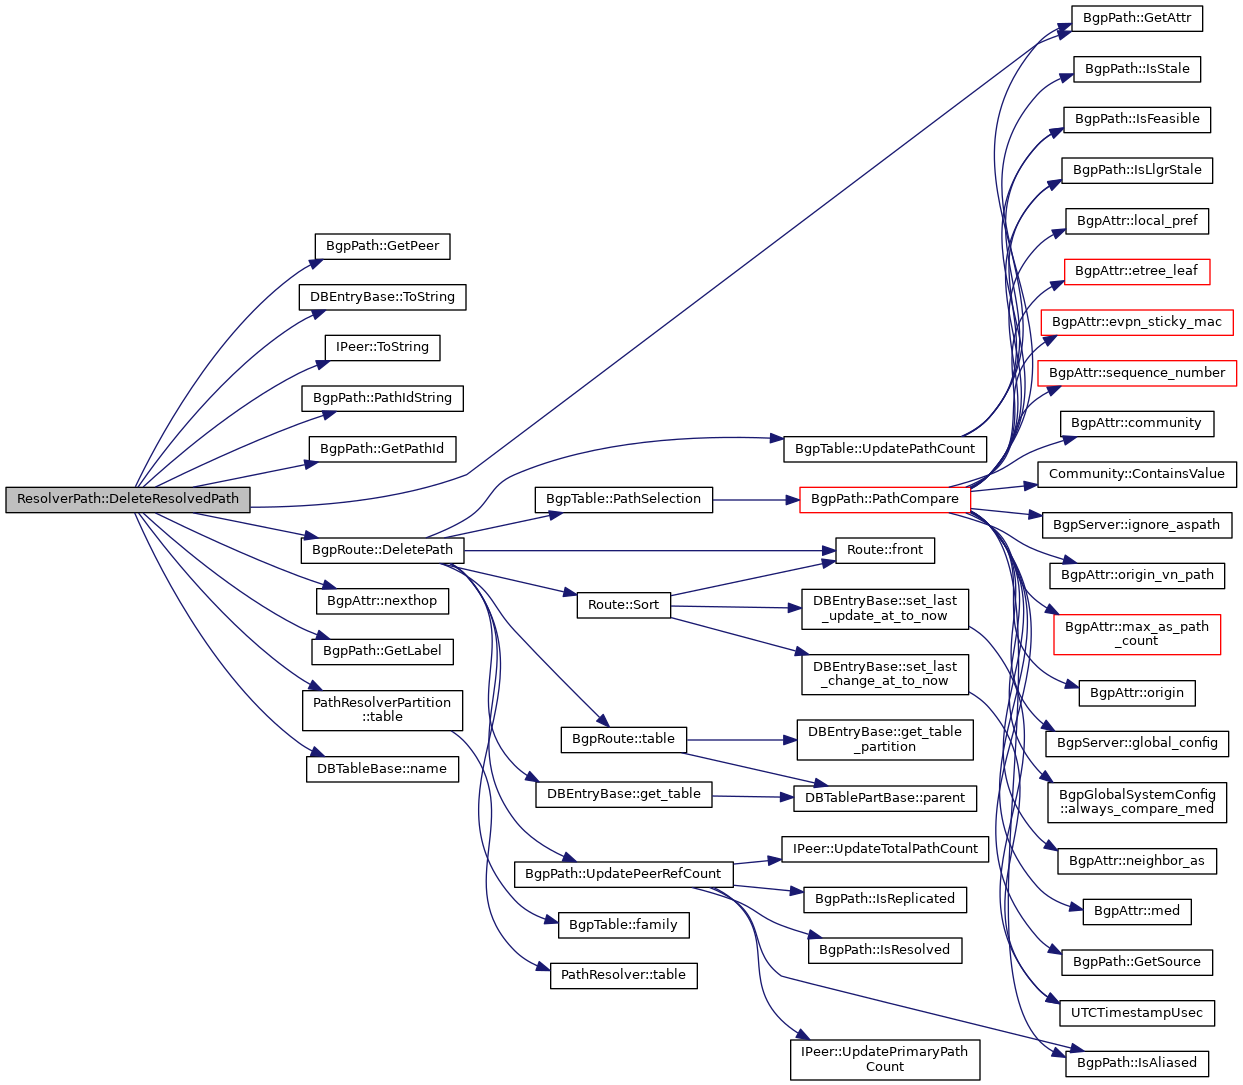 ResolverPath::DeleteResolvedPath
BgpPath::GetPeer
DBEntryBase::ToString
IPeer::ToString
BgpPath::PathIdString
BgpPath::GetPathId
BgpRoute::DeletePath
BgpAttr::nexthop
BgpPath::GetLabel
PathResolverPartition
::table
DBTableBase::name
BgpTable::PathSelection
Route::Sort
BgpRoute::table
DBEntryBase::get_table
BgpPath::UpdatePeerRefCount
BgpTable::family
PathResolver::table
BgpTable::UpdatePathCount
BgpPath::PathCompare
Route::front
DBEntryBase::set_last
_update_at_to_now
DBEntryBase::set_last
_change_at_to_now
DBEntryBase::get_table
_partition
DBTablePartBase::parent
IPeer::UpdateTotalPathCount
BgpPath::IsReplicated
BgpPath::IsResolved
IPeer::UpdatePrimaryPath
Count
BgpPath::GetAttr
BgpPath::IsStale
BgpPath::IsFeasible
BgpPath::IsLlgrStale
BgpAttr::local_pref
BgpAttr::etree_leaf
BgpAttr::evpn_sticky_mac
BgpAttr::sequence_number
BgpAttr::community
Community::ContainsValue
BgpServer::ignore_aspath
BgpAttr::origin_vn_path
BgpAttr::max_as_path
_count
BgpAttr::origin
BgpServer::global_config
BgpGlobalSystemConfig
::always_compare_med
BgpAttr::neighbor_as
BgpAttr::med
BgpPath::GetSource
UTCTimestampUsec
BgpPath::IsAliased